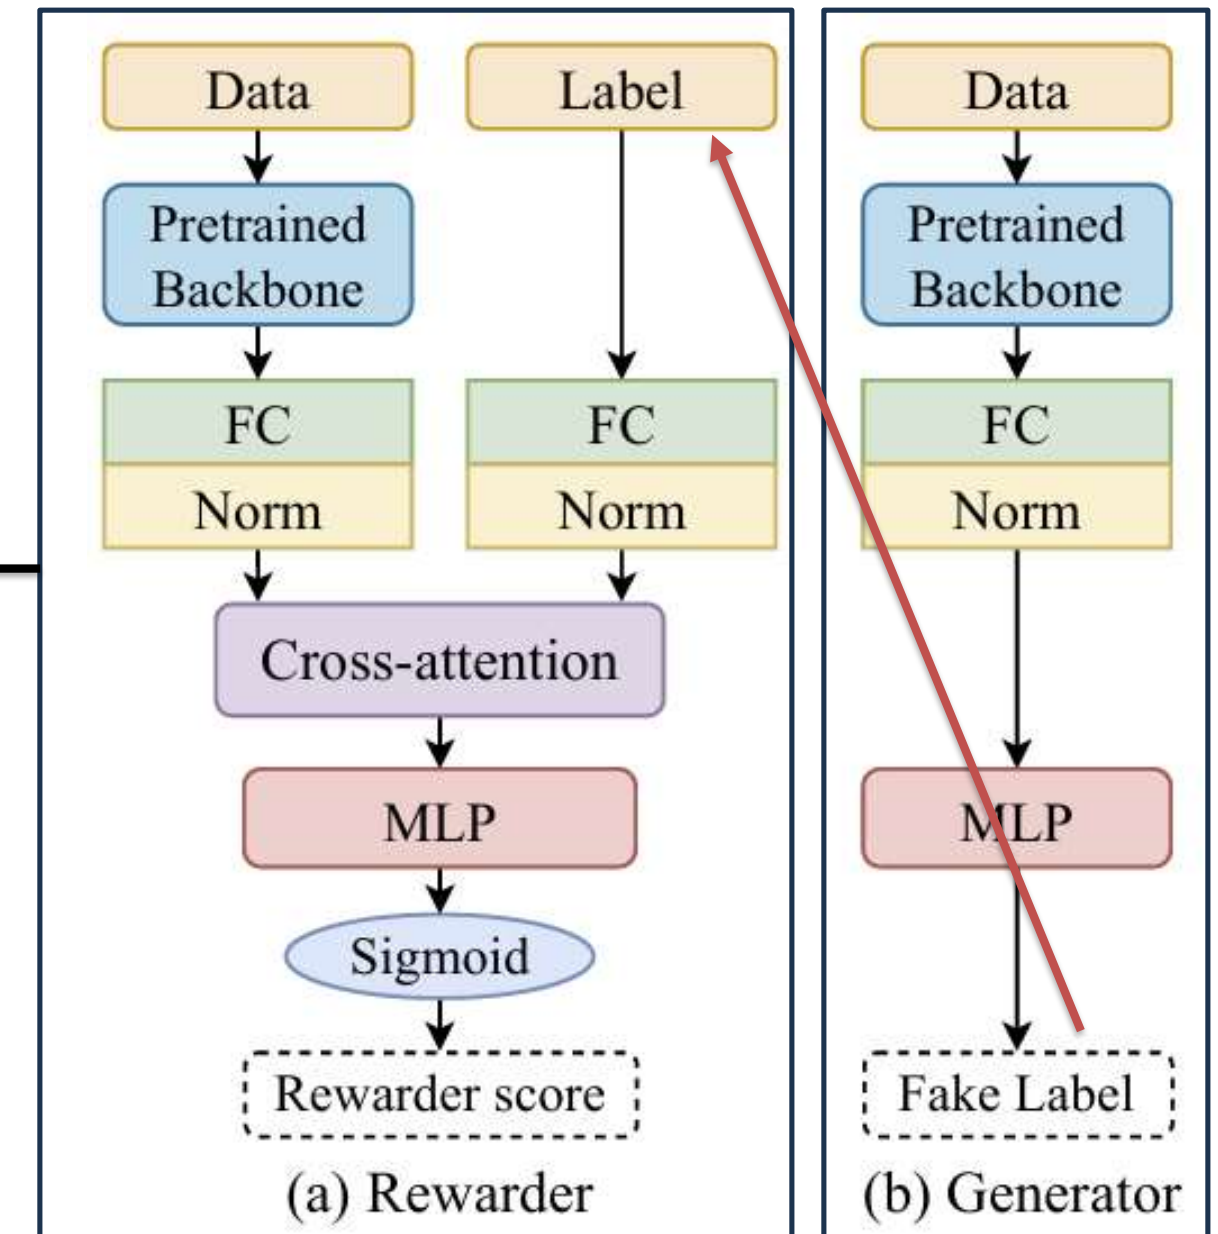 Data
Label
Pretrained
Backbone
FC
Norm
FC
Norm
Cross-attention
MLP
Sigmoid
Rewarder score
(a) Rewarder
Data
Pretrained
Backbone
FC
Norm
MLP
Fake Label
(b) Generator